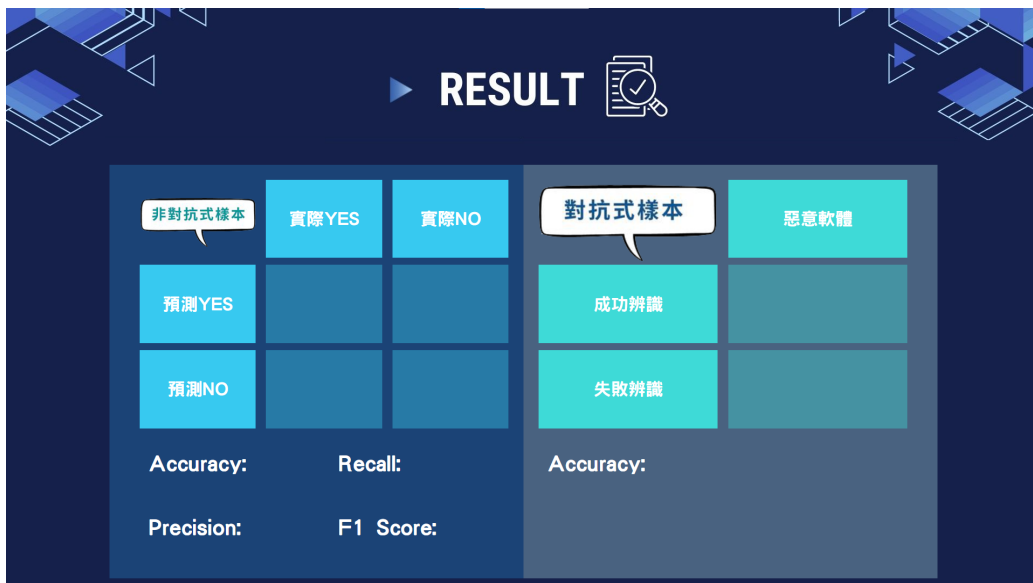 RESULT
非對抗式樣本
實際YES
實際NO
預測YES
預測NO
Accuracy:
Recall:
Precision:
F1 Score:
對抗式樣本
惡意軟體
成功辨識
失敗辨識
Accuracy: